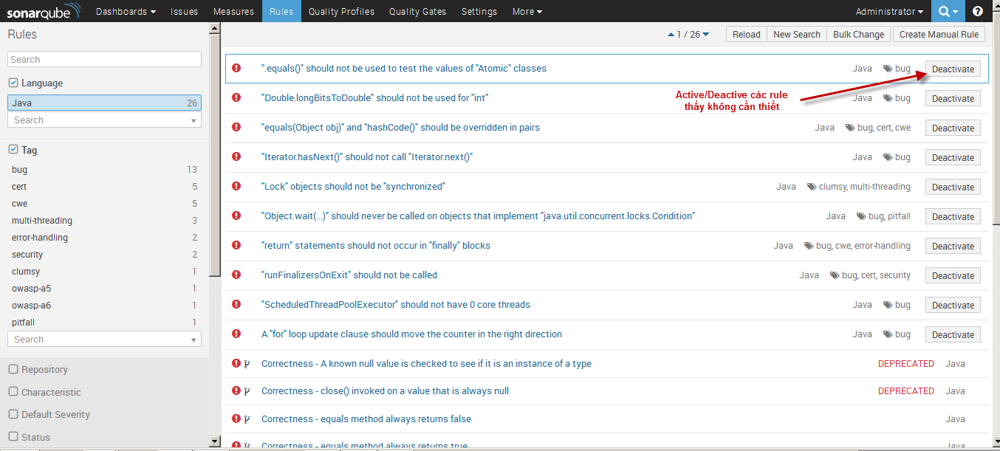 sonarqube Dashboards Issues Measures Rules Quality Profiles Quality Gates Settings More Administrator ?
Rules
Search
Language
Java 26
Search
Tag
bug 13
cert 5
cwe 5
multi-threading 3
error-handling 2
security 2
clumsy 1
owasp-a5 1
owasp-a6 1
pitfall 1
Search
Repository
Characteristic
Default Severity
Status
1 / 26 Reload New Search Bulk Change Create Manual Rule
".equals()" should not be used to test the values of "Atomic" classes Java bug Deactivate
"Double.longBitsToDouble" should not be used for "int" Java bug Deactivate
Active/Deactive các rule
thấy không cần thiết
"equals(Object obj)" and "hashCode()" should be overridden in pairs Java bug, cert, cwe Deactivate
"Iterator.hasNext()" should not call "Iterator.next()" Java bug Deactivate
"Lock" objects should not be "synchronized" Java clumsy, multi-threading Deactivate
"Object.wait(...)" should never be called on objects that implement "java.util.concurrent.locks.Condition" Java bug, pitfall Deactivate
"return" statements should not occur in "finally" blocks Java bug, cwe, error-handling Deactivate
"runFinalizersOnExit" should not be called Java bug, cert, security Deactivate
"ScheduledThreadPoolExecutor" should not have 0 core threads Java bug Deactivate
A "for" loop update clause should move the counter in the right direction Java bug Deactivate
Correctness - A known null value is checked to see if it is an instance of a type DEPRECATED Java
Correctness - close() invoked on a value that is always null DEPRECATED Java
Correctness - equals method always returns false Java
Correctness - equals method always returns true Java